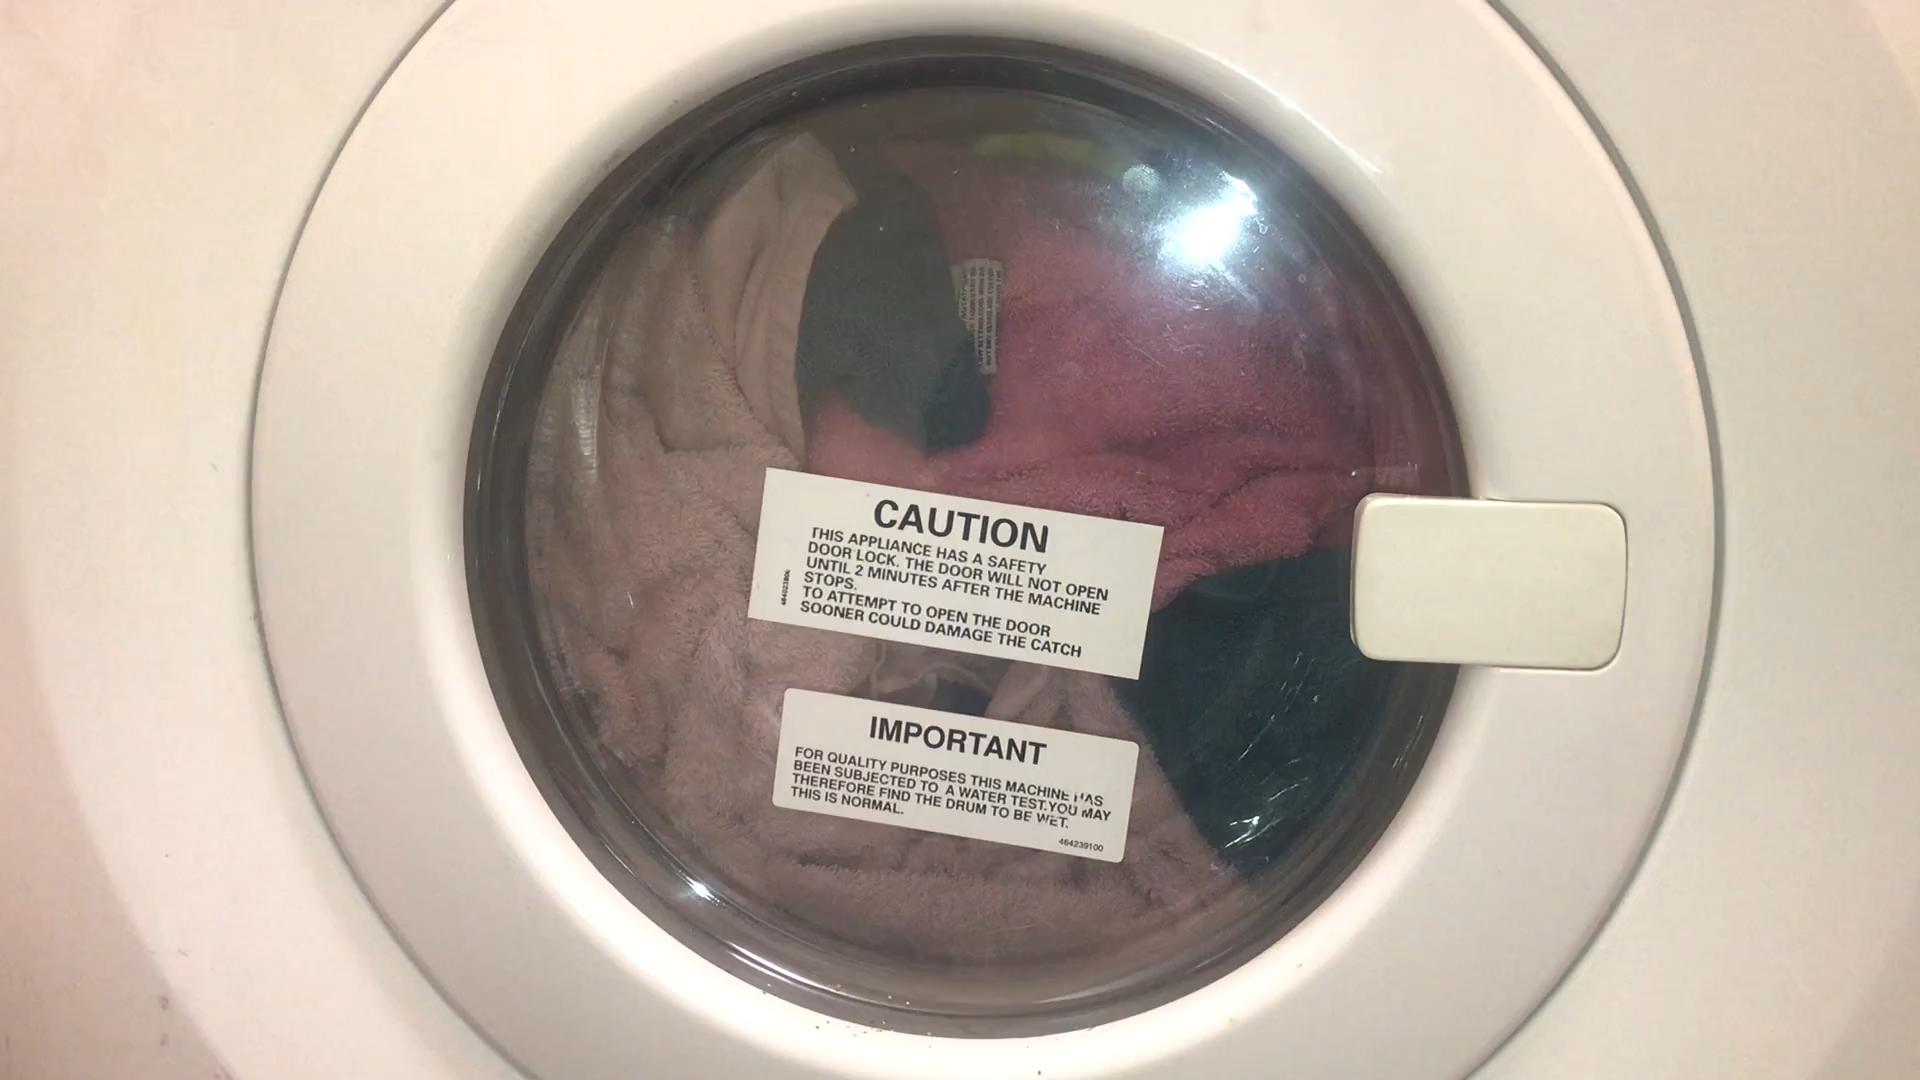 CAUTION
THIS APPLIANCE HAS A SAFETY
DOOR LOCK. THE DOOR WILL NOT OPEN
UNTIL 2 MINUTES AFTER THE MACHINE
STOPS.
TO ATTEMPT TO OPEN THE DOOR
SOONER COULD DAMAGE THE CATCH
IMPORTANT
FOR QUALITY PURPOSES THIS MACHINE HAS
BEEN SUBJECTED TO A WATER TEST.YOU MAY
THEREFORE FIND THE DRUM TO BE WET.
THIS IS NORMAL.
464239100